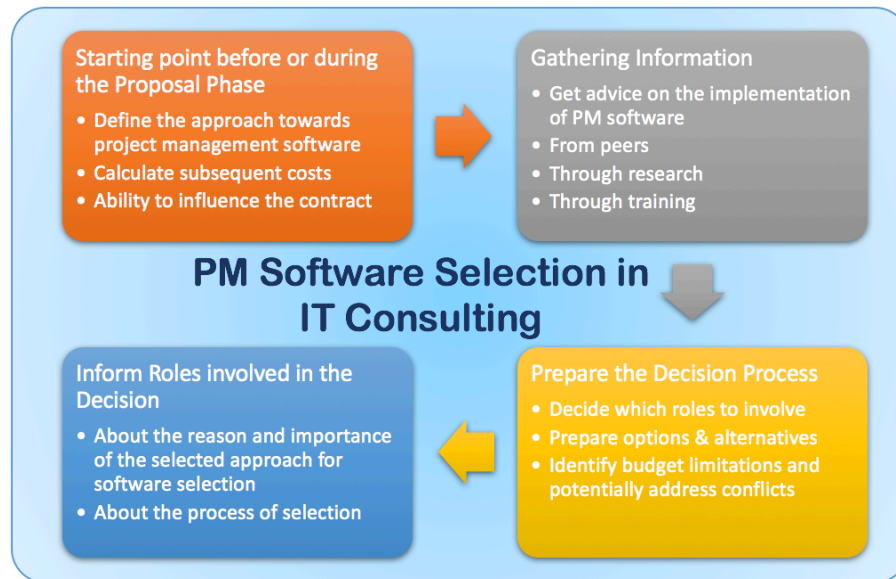 Starting point before or during
the Proposal Phase
• Define the approach towards
project management software
• Calculate subsequent costs
• Ability to influence the contract
Gathering Information
• Get advice on the implementation
of PM software
• From peers
• Through research
• Through training
PM Software Selection in
IT Consulting
Inform Roles involved in the
Decision
• About the reason and importance
of the selected approach for
software selection
• About the process of selection
Prepare the Decision Process
• Decide which roles to involve
• Prepare options & alternatives
• Identify budget limitations and
potentially address conflicts